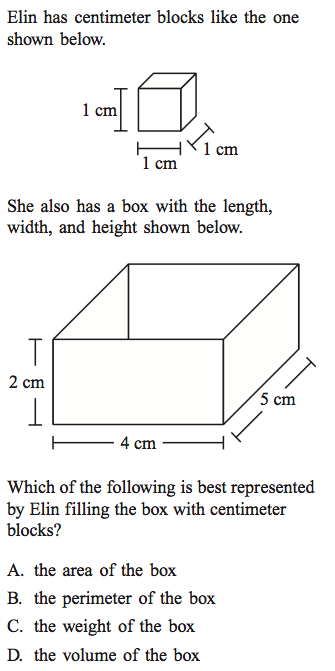 Elin has centimeter blocks like the one
shown below.
1 cm
1 cm
1 cm
She also has a box with the length,
width, and height shown below.
2 cm
5 cm
4 cm
Which of the following is best represented
by Elin filling the box with centimeter
blocks?
A. the area of the box
B. the perimeter of the box
C. the weight of the box
D. the volume of the box